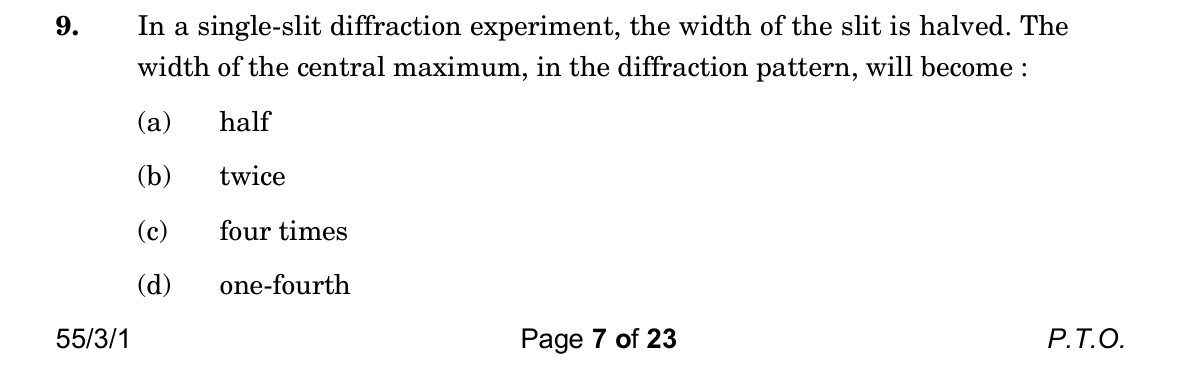 9. In a single-slit diffraction experiment, the width of the slit is halved. The
width of the central maximum, in the diffraction pattern, will become :
(a) half
(b) twice
(c) four times
(d) one-fourth
55/3/1 Page 7 of 23 P.T.O.